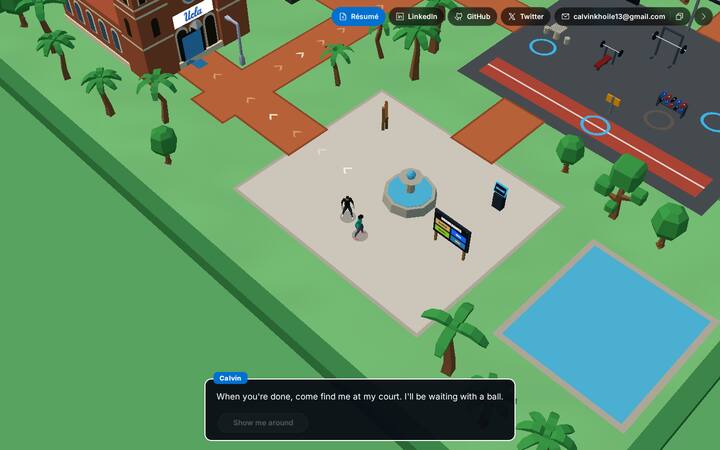 Ucla
Résumé
LinkedIn
GitHub
Twitter
calvinkhoile13@gmail.com
Calvin
When you're done, come find me at my court. I'll be waiting with a ball.
Show me around